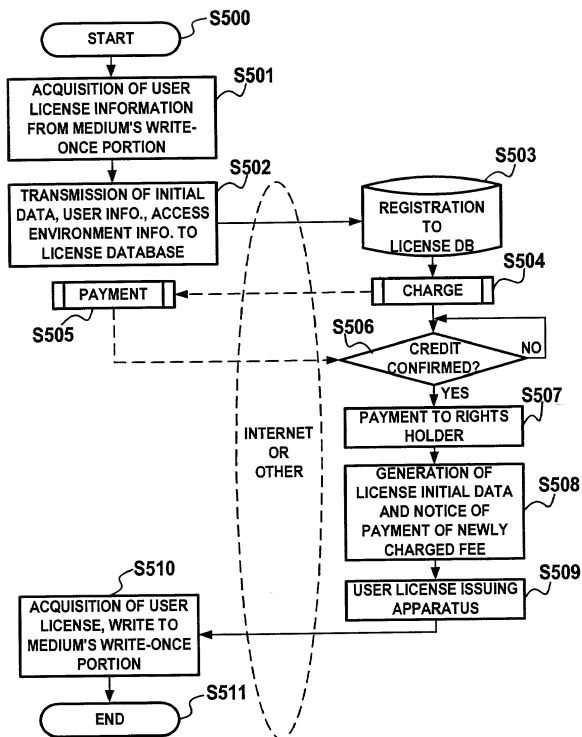 S500
START
S501
ACQUISITION OF USER
LICENSE INFORMATION
FROM MEDIUM'S WRITE-
ONCE PORTION
S502
TRANSMISSION OF INITIAL
DATA, USER INFO., ACCESS
ENVIRONMENT INFO. TO
LICENSE DATABASE
S503
REGISTRATION
TO
LICENSE DB
S504
CHARGE
PAYMENT
S505
S506
CREDIT
CONFIRMED?
NO
YES
S507
PAYMENT TO RIGHTS
HOLDER
INTERNET
OR
OTHER
S508
GENERATION OF
LICENSE INITIAL DATA
AND NOTICE OF
PAYMENT OF NEWLY
CHARGED FEE
S509
USER LICENSE ISSUING
APPARATUS
S510
ACQUISITION OF USER
LICENSE, WRITE TO
MEDIUM'S WRITE-ONCE
PORTION
S511
END